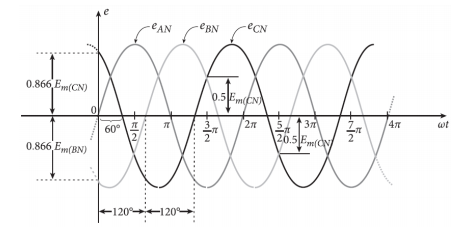 e
e_AN e_BN e_CN
0.866 E_m(CN)
0.5 E_m(CN)
0 60° π/2 π 3/2 π 2π 5/2 π 3π 7/2 π 4π ωt
0.5 E_m(CN)
0.866 E_m(BN)
120° 120°